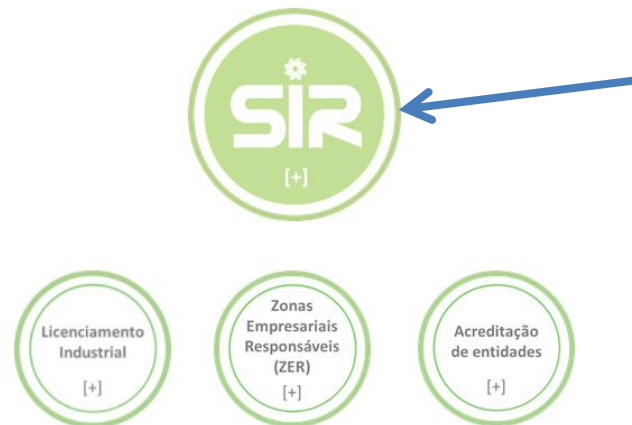 SiR
[+]
Licenciamento
Industrial
[+]
Zonas
Empresariais
Responsáveis
(ZER)
[+]
Acreditação
de entidades
[+]